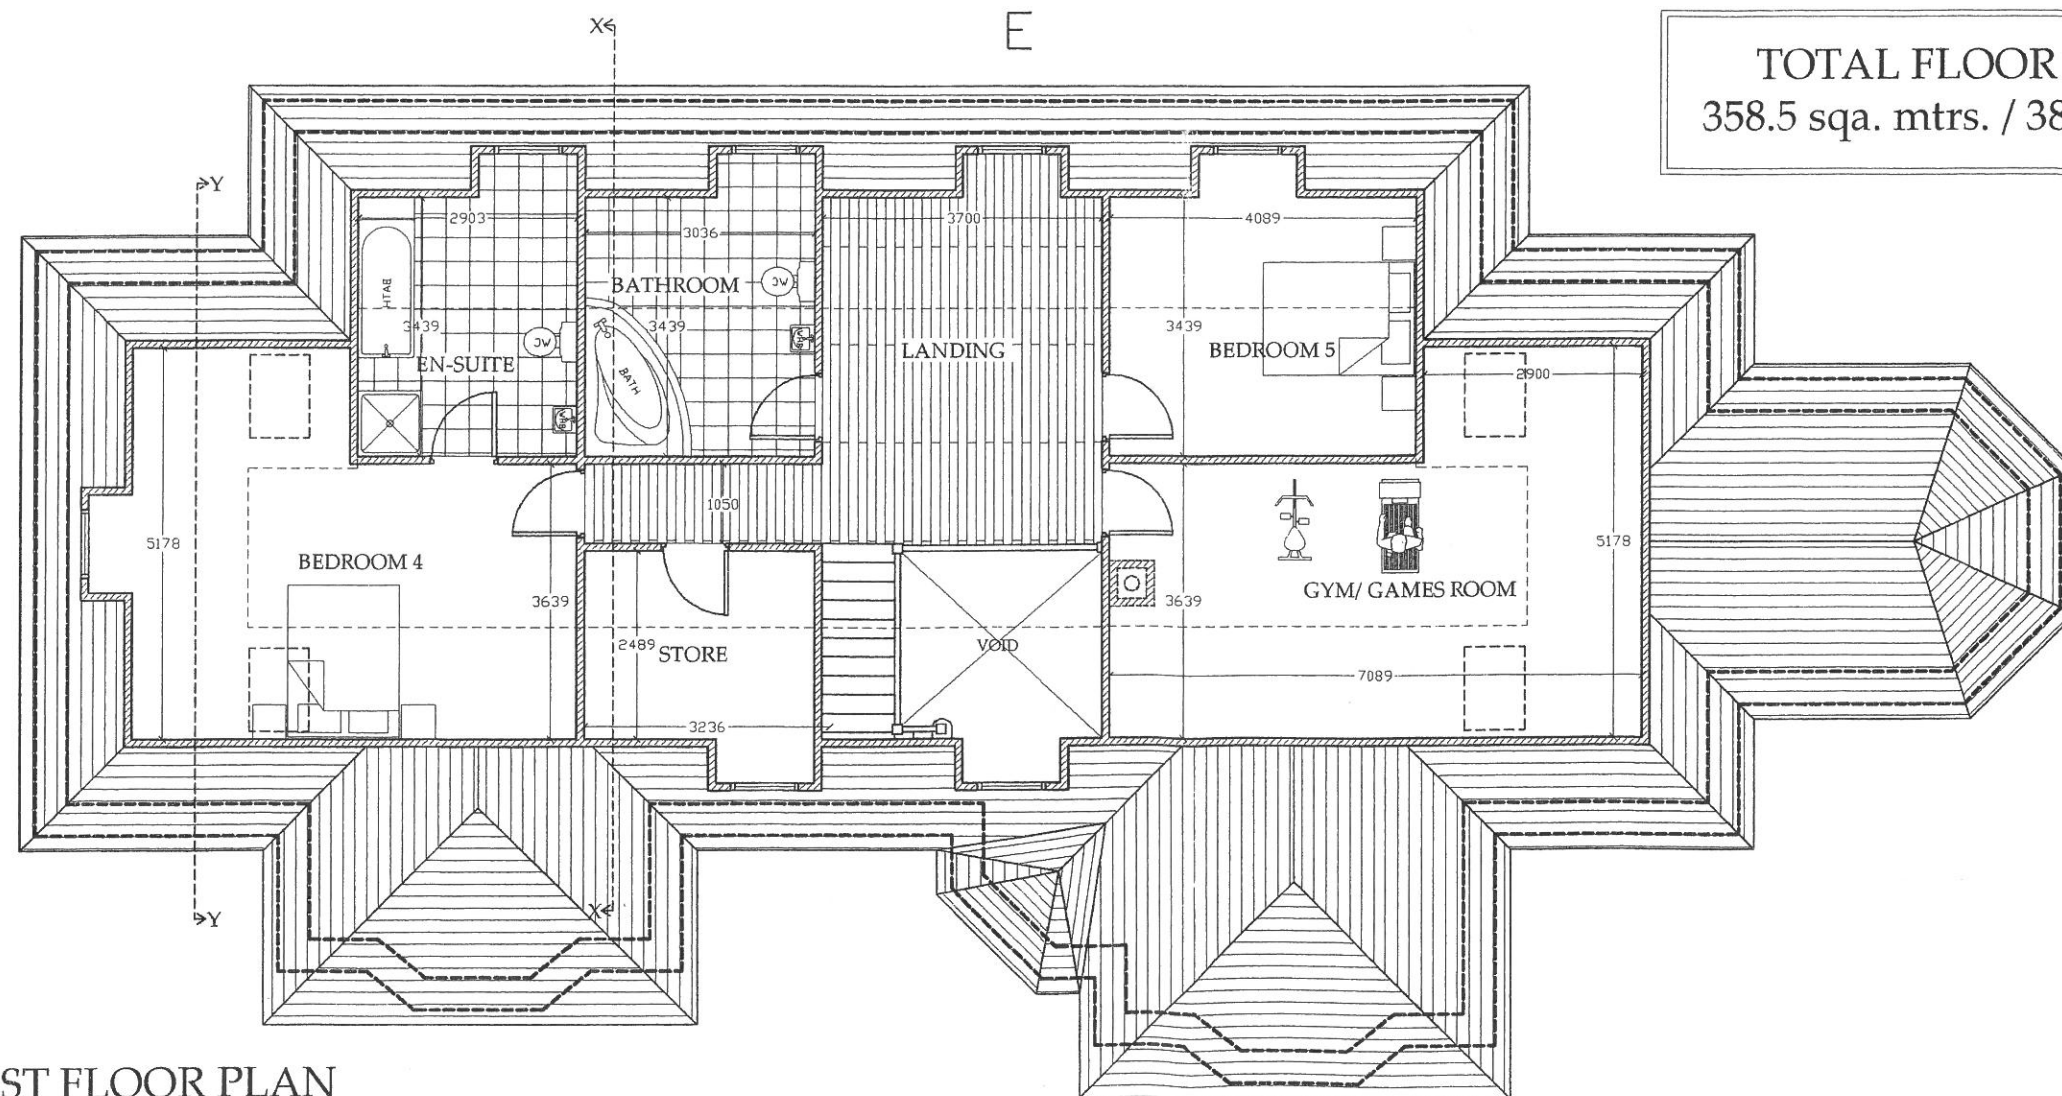 X
E
TOTAL FLOOR
358.5 sqa. mtrs. / 38
Y
2903
3036
3700
4089
BATHROOM
WC
BATH
3439
3439
3439
WC
EN-SUITE
LANDING
BEDROOM 5
2900
BATH
WHB
WHB
1050
5178
5178
BEDROOM 4
3639
3639
GYM/ GAMES ROOM
2489
STORE
VOID
7089
3236
X
Y
ST FLOOR PLAN